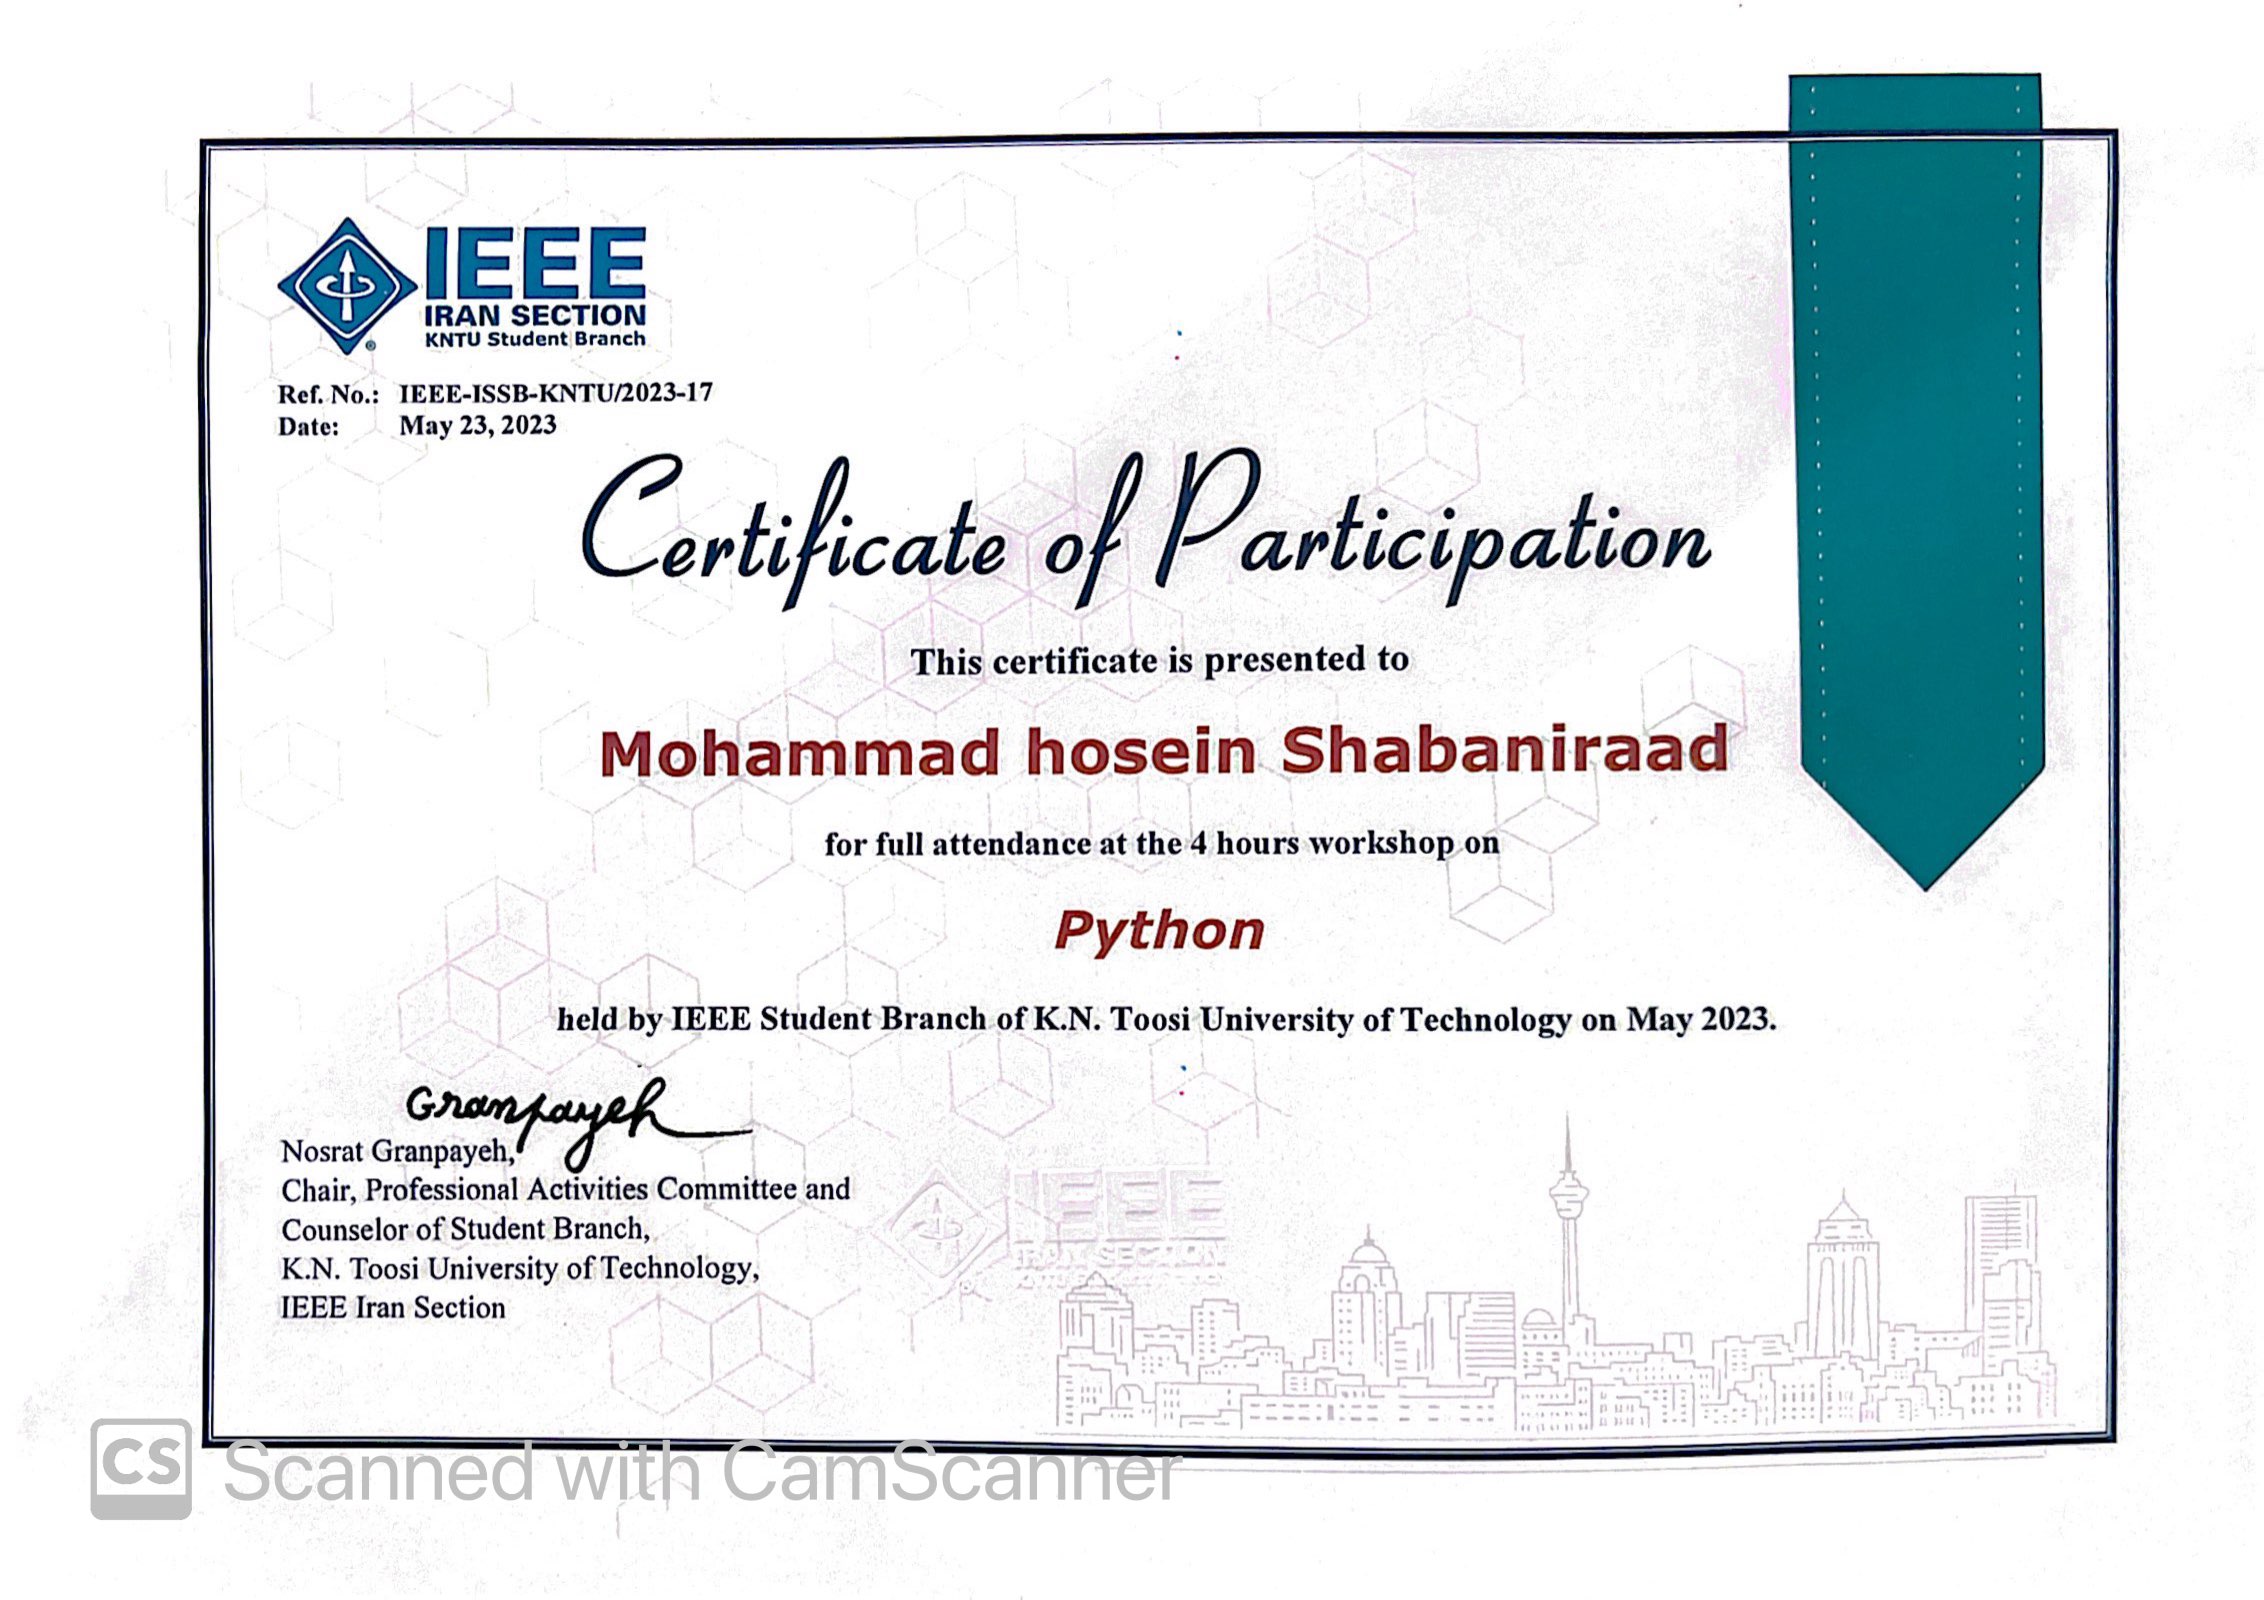 IEEE
IRAN SECTION
KNTU Student Branch
Ref. No.: IEEE-ISSB-KNTU/2023-17
Date: May 23, 2023
Certificate of Participation
This certificate is presented to
Mohammad hosein Shabaniraad
for full attendance at the 4 hours workshop on
Python
held by IEEE Student Branch of K.N. Toosi University of Technology on May 2023.
Granpayeh
Nosrat Granpayeh,
Chair, Professional Activities Committee and
Counselor of Student Branch,
K.N. Toosi University of Technology,
IEEE Iran Section
IEEE
IRAN SECTION
CS Scanned with CamScanner